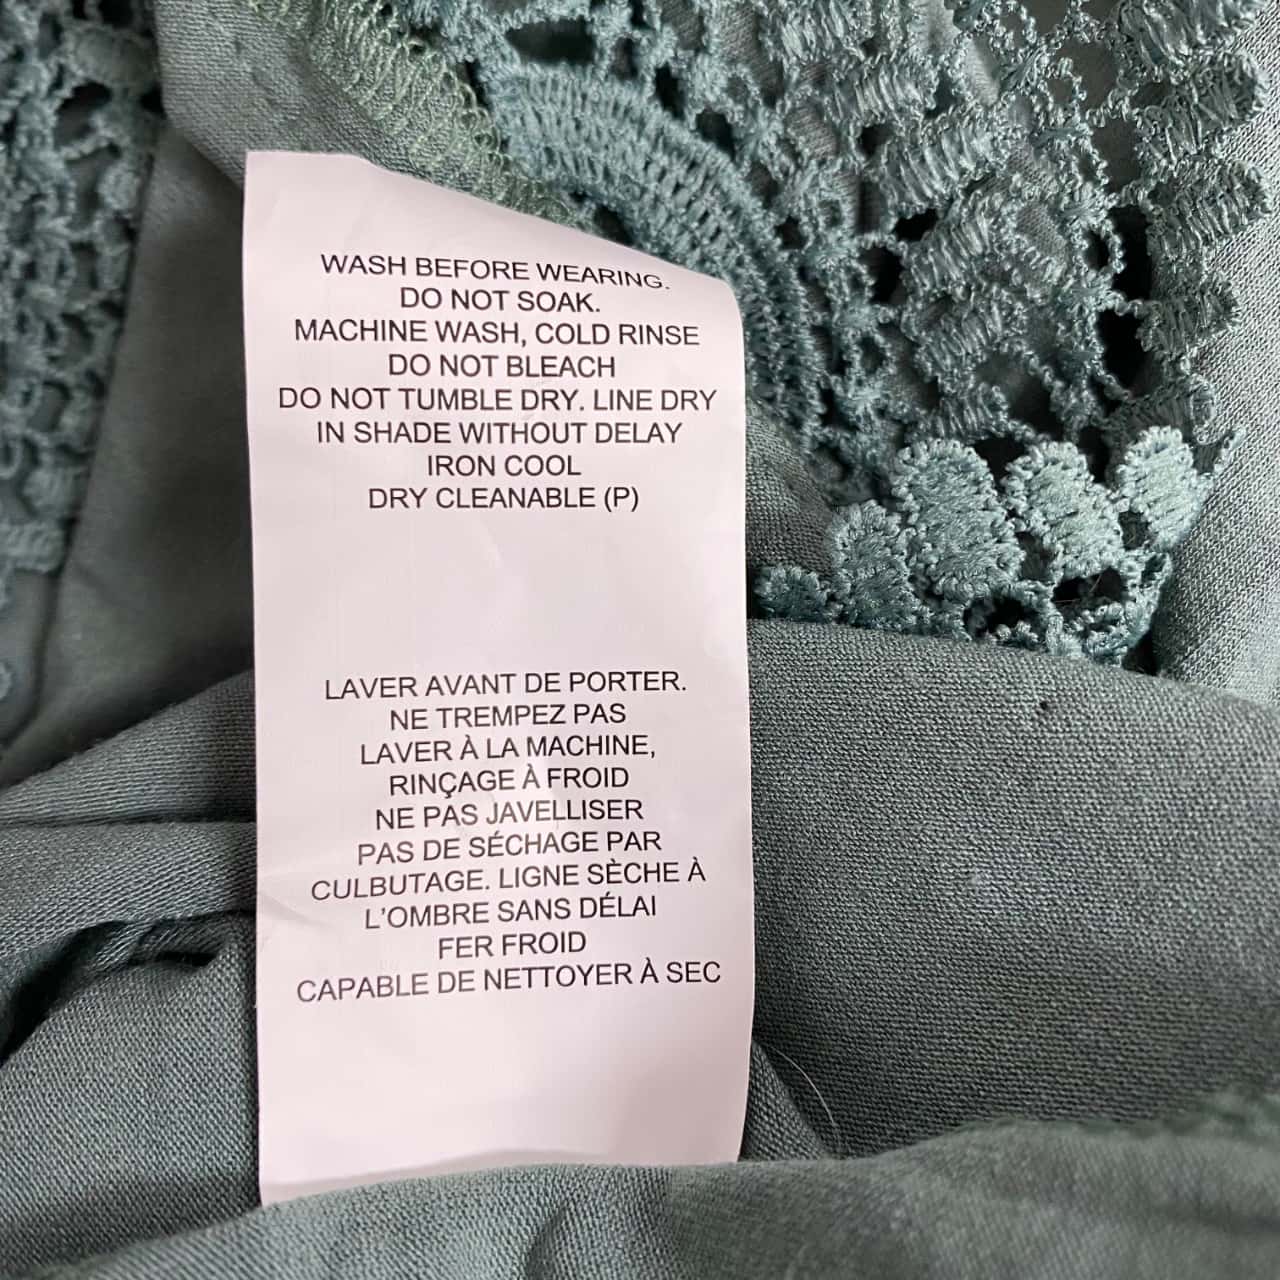 WASH BEFORE WEARING.
DO NOT SOAK.
MACHINE WASH, COLD RINSE
DO NOT BLEACH
DO NOT TUMBLE DRY. LINE DRY
IN SHADE WITHOUT DELAY
IRON COOL
DRY CLEANABLE (P)
LAVER AVANT DE PORTER.
NE TREMPEZ PAS
LAVER À LA MACHINE,
RINÇAGE À FROID
NE PAS JAVELLISER
PAS DE SÉCHAGE PAR
CULBUTAGE. LIGNE SÈCHE À
L'OMBRE SANS DÉLAI
FER FROID
CAPABLE DE NETTOYER À SEC